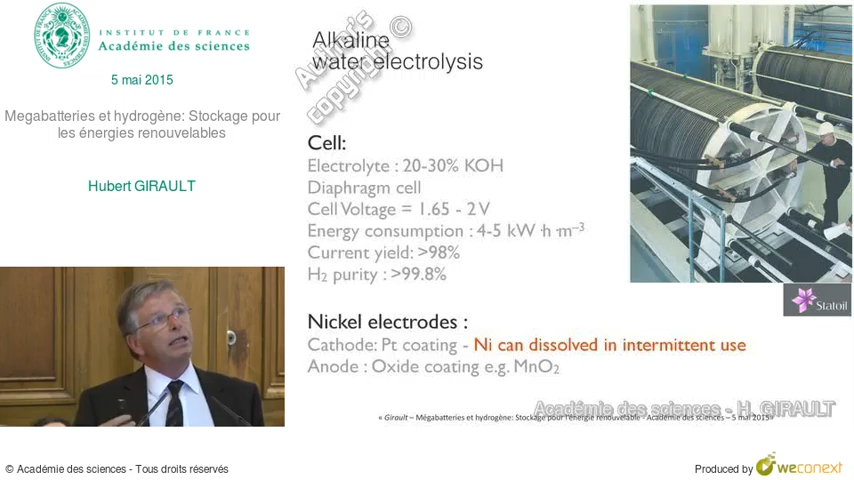 INSTITUT DE FRANCE
Académie des sciences
5 mai 2015
Megabatteries et hydrogène: Stockage pour
les énergies renouvelables
Hubert GIRAULT
Alkaline
water electrolysis
Author's
copyright ©
Cell:
Electrolyte : 20-30% KOH
Diaphragm cell
Cell Voltage = 1.65 - 2 V
Energy consumption : 4-5 kW·h·m⁻³
Current yield: >98%
H₂ purity : >99.8%
Statoil
Nickel electrodes :
Cathode: Pt coating - Ni can dissolved in intermittent use
Anode : Oxide coating e.g. MnO₂
Académie des sciences - H. GIRAULT
« Girault – Mégabatteries et hydrogène: Stockage pour l'énergie renouvelable - Académie des sciences – 5 mai 2015»
© Académie des sciences - Tous droits réservés
Produced by weconext